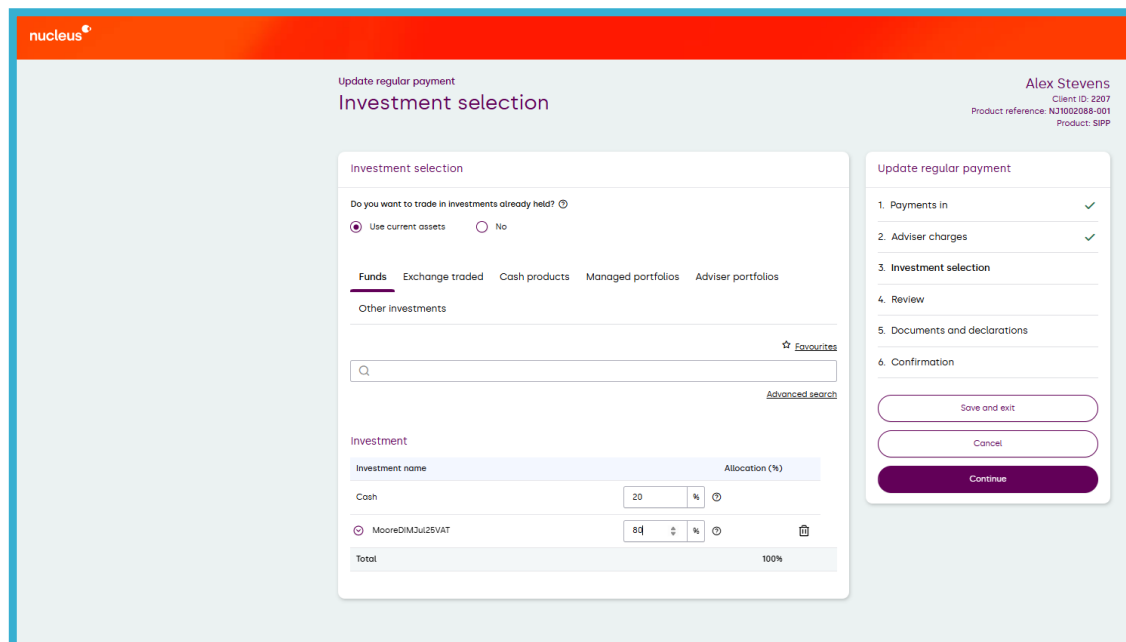 nucleus
Update regular payment
Investment selection
Alex Stevens
Client ID: 2207
Product reference: NJ1002088-001
Product: SIPP
Investment selection
Do you want to trade in investments already held?
Use current assets
No
Funds Exchange traded Cash products Managed portfolios Adviser portfolios
Other investments
Favourites
Advanced search
Investment
Investment name Allocation (%)
Cash 20 %
MooreDIMJul25VAT 80 %
Total 100%
Update regular payment
1. Payments in
2. Adviser charges
3. Investment selection
4. Review
5. Documents and declarations
6. Confirmation
Save and exit
Cancel
Continue